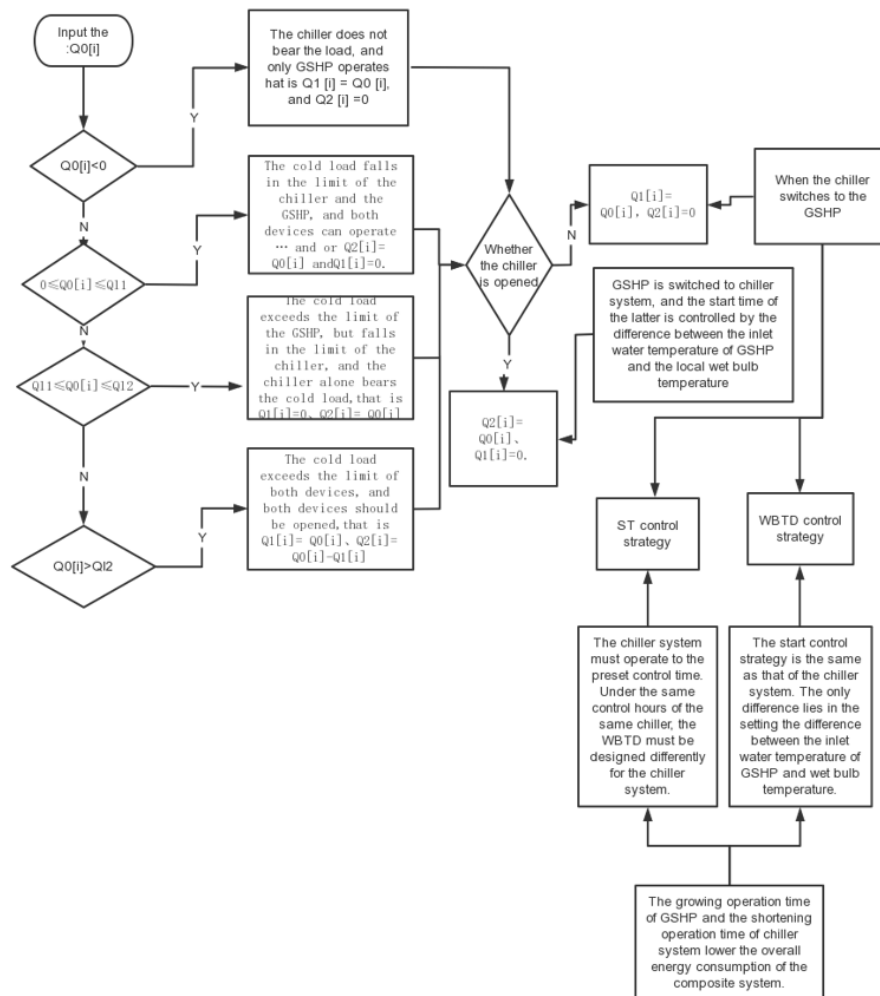 Input the
:Q0[i]
The chiller does not
bear the load, and
only GSHP operates
hat is Q1 [i] = Q0 [i],
and Q2 [i] =0
Y
Q0[i]<0
N
The cold load falls
in the limit of the
chiller and the
GSHP, and both
devices can operate
… and or Q2[i]=
Q0[i] andQ1[i]=0.
Y
0≤Q0[i]≤Q11
N
The cold load
exceeds the limit of
the GSHP, but falls
in the limit of the
chiller, and the
chiller alone bears
the cold load,that is
Q1[i]=0、Q2[i]= Q0[i]
Y
Q11≤Q0[i]≤Q12
N
The cold load
exceeds the limit of
both devices, and
both devices should
be opened,that is
Q1[i]= Q0[i]、Q2[i]=
Q0[i]-Q1[i]
Y
Q0[i]>Ql2
Whether
the chiller
is opened
N
Y
Q1[i]=
Q0[i]，Q2[i]=0
When the chiller
switches to the
GSHP
GSHP is switched to chiller
system, and the start time of
the latter is controlled by the
difference between the inlet
water temperature of GSHP
and the local wet bulb
temperature
Q2[i]=
Q0[i]、
Q1[i]=0.
ST control
strategy
WBTD control
strategy
The chiller system
must operate to the
preset control time.
Under the same
control hours of the
same chiller, the
WBTD must be
designed differently
for the chiller
system.
The start control
strategy is the same
as that of the chiller
system. The only
difference lies in the
setting the difference
between the inlet
water temperature of
GSHP and wet bulb
temperature.
The growing operation time
of GSHP and the shortening
operation time of chiller
system lower the overall
energy consumption of the
composite system.